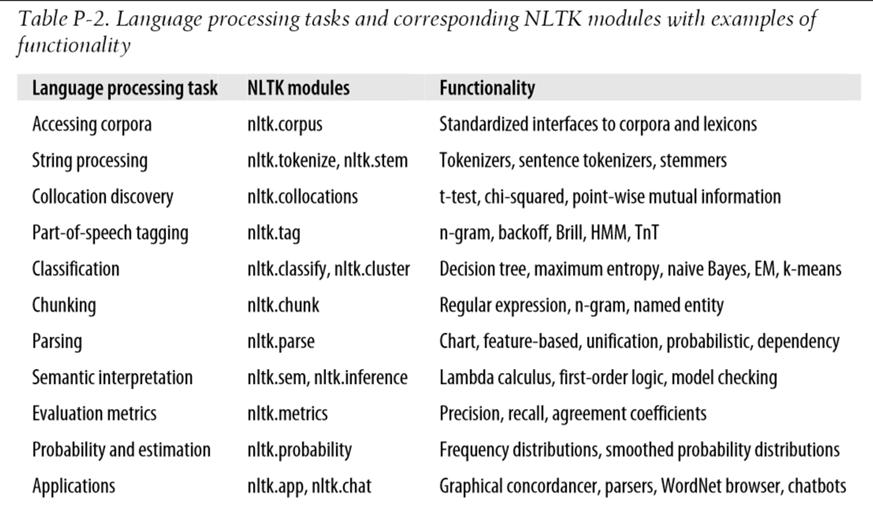 Table P-2. Language processing tasks and corresponding NLTK modules with examples of
functionality
Language processing task NLTK modules Functionality
Accessing corpora nltk.corpus Standardized interfaces to corpora and lexicons
String processing nltk.tokenize, nltk.stem Tokenizers, sentence tokenizers, stemmers
Collocation discovery nltk.collocations t-test, chi-squared, point-wise mutual information
Part-of-speech tagging nltk.tag n-gram, backoff, Brill, HMM, TnT
Classification nltk.classify, nltk.cluster Decision tree, maximum entropy, naive Bayes, EM, k-means
Chunking nltk.chunk Regular expression, n-gram, named entity
Parsing nltk.parse Chart, feature-based, unification, probabilistic, dependency
Semantic interpretation nltk.sem, nltk.inference Lambda calculus, first-order logic, model checking
Evaluation metrics nltk.metrics Precision, recall, agreement coefficients
Probability and estimation nltk.probability Frequency distributions, smoothed probability distributions
Applications nltk.app, nltk.chat Graphical concordancer, parsers, WordNet browser, chatbots